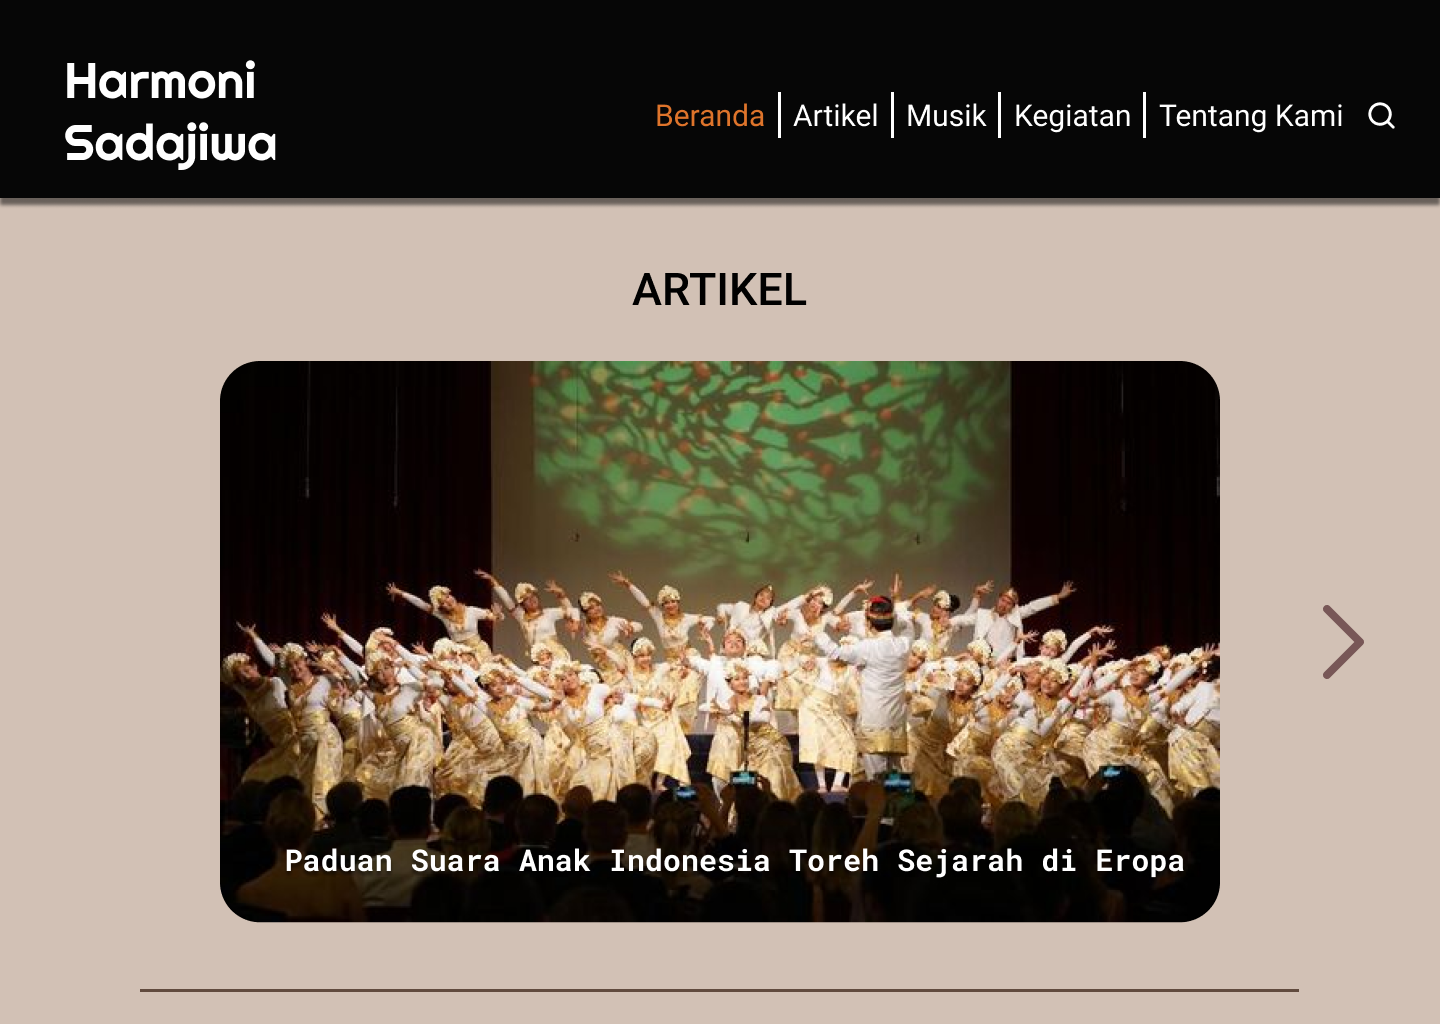 Harmoni
Sadajiwa
Beranda
Artikel
Musik
Kegiatan
Tentang Kami
ARTIKEL
Paduan Suara Anak Indonesia Toreh Sejarah di Eropa